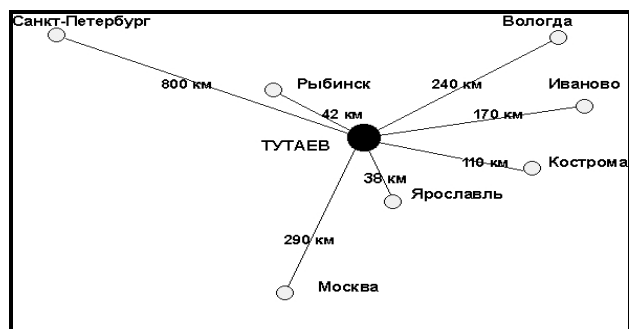 Санкт-Петербург
Вологда
800 км
Рыбинск
240 км
Иваново
42 км
170 км
ТУТАЕВ
110 км
Кострома
38 км
Ярославль
290 км
Москва